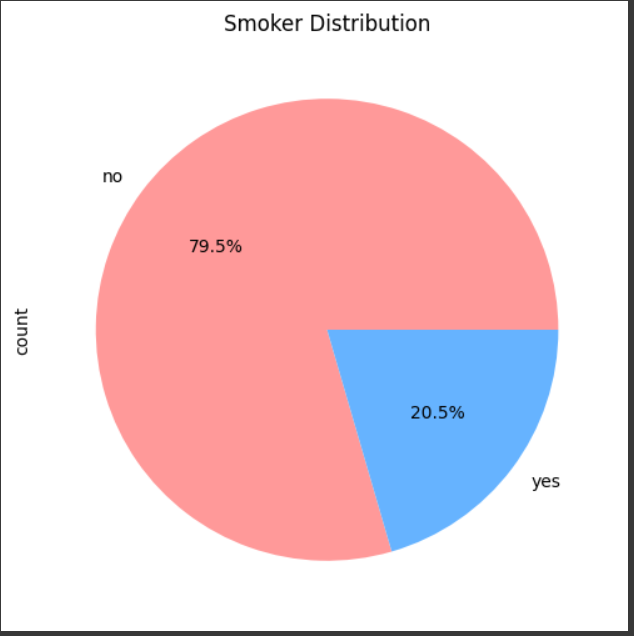 Smoker Distribution
no
79.5%
count
20.5%
yes